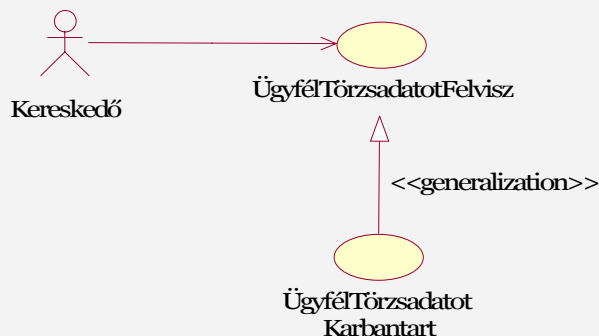 Kereskedő
ÜgyfélTörzsadatotFelvisz
<<generalization>>
ÜgyfélTörzsadatot
Karbantart